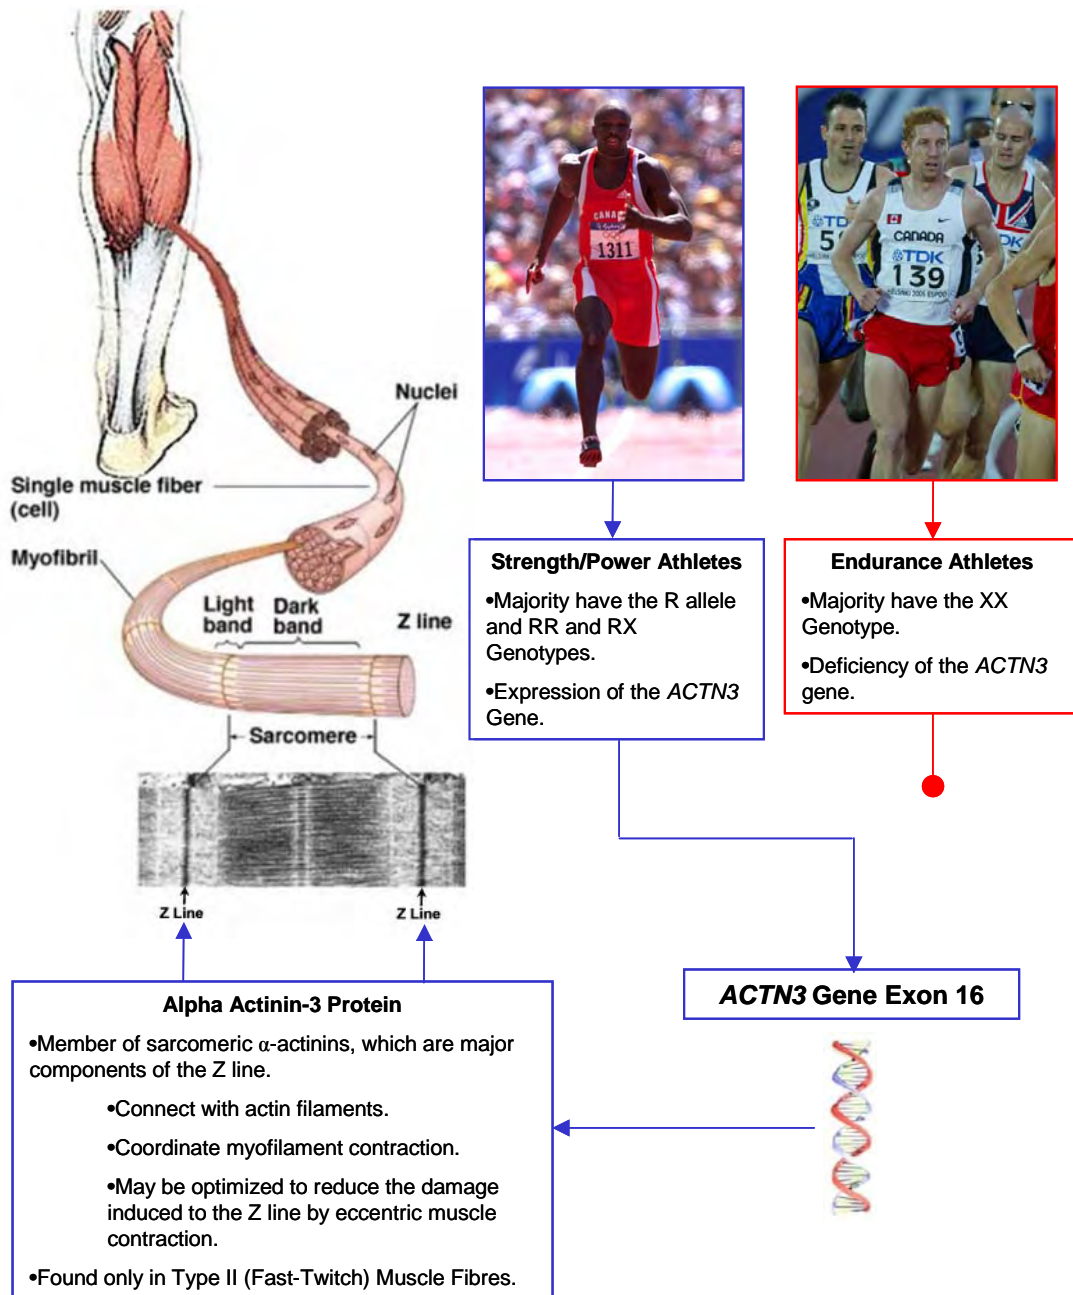 Nuclei
Single muscle fiber
(cell)
Myofibril
Light
band
Dark
band
Z line
Sarcomere
Z Line
Z Line
CANADA
1311
TDK
CANADA
TDK
139
HELSINKI 2005 ESPOO
TDK
Strength/Power Athletes
•Majority have the R allele
and RR and RX
Genotypes.
•Expression of the ACTN3
Gene.
Endurance Athletes
•Majority have the XX
Genotype.
•Deficiency of the ACTN3
gene.
ACTN3 Gene Exon 16
Alpha Actinin-3 Protein
•Member of sarcomeric α-actinins, which are major
components of the Z line.
•Connect with actin filaments.
•Coordinate myofilament contraction.
•May be optimized to reduce the damage
induced to the Z line by eccentric muscle
contraction.
•Found only in Type II (Fast-Twitch) Muscle Fibres.